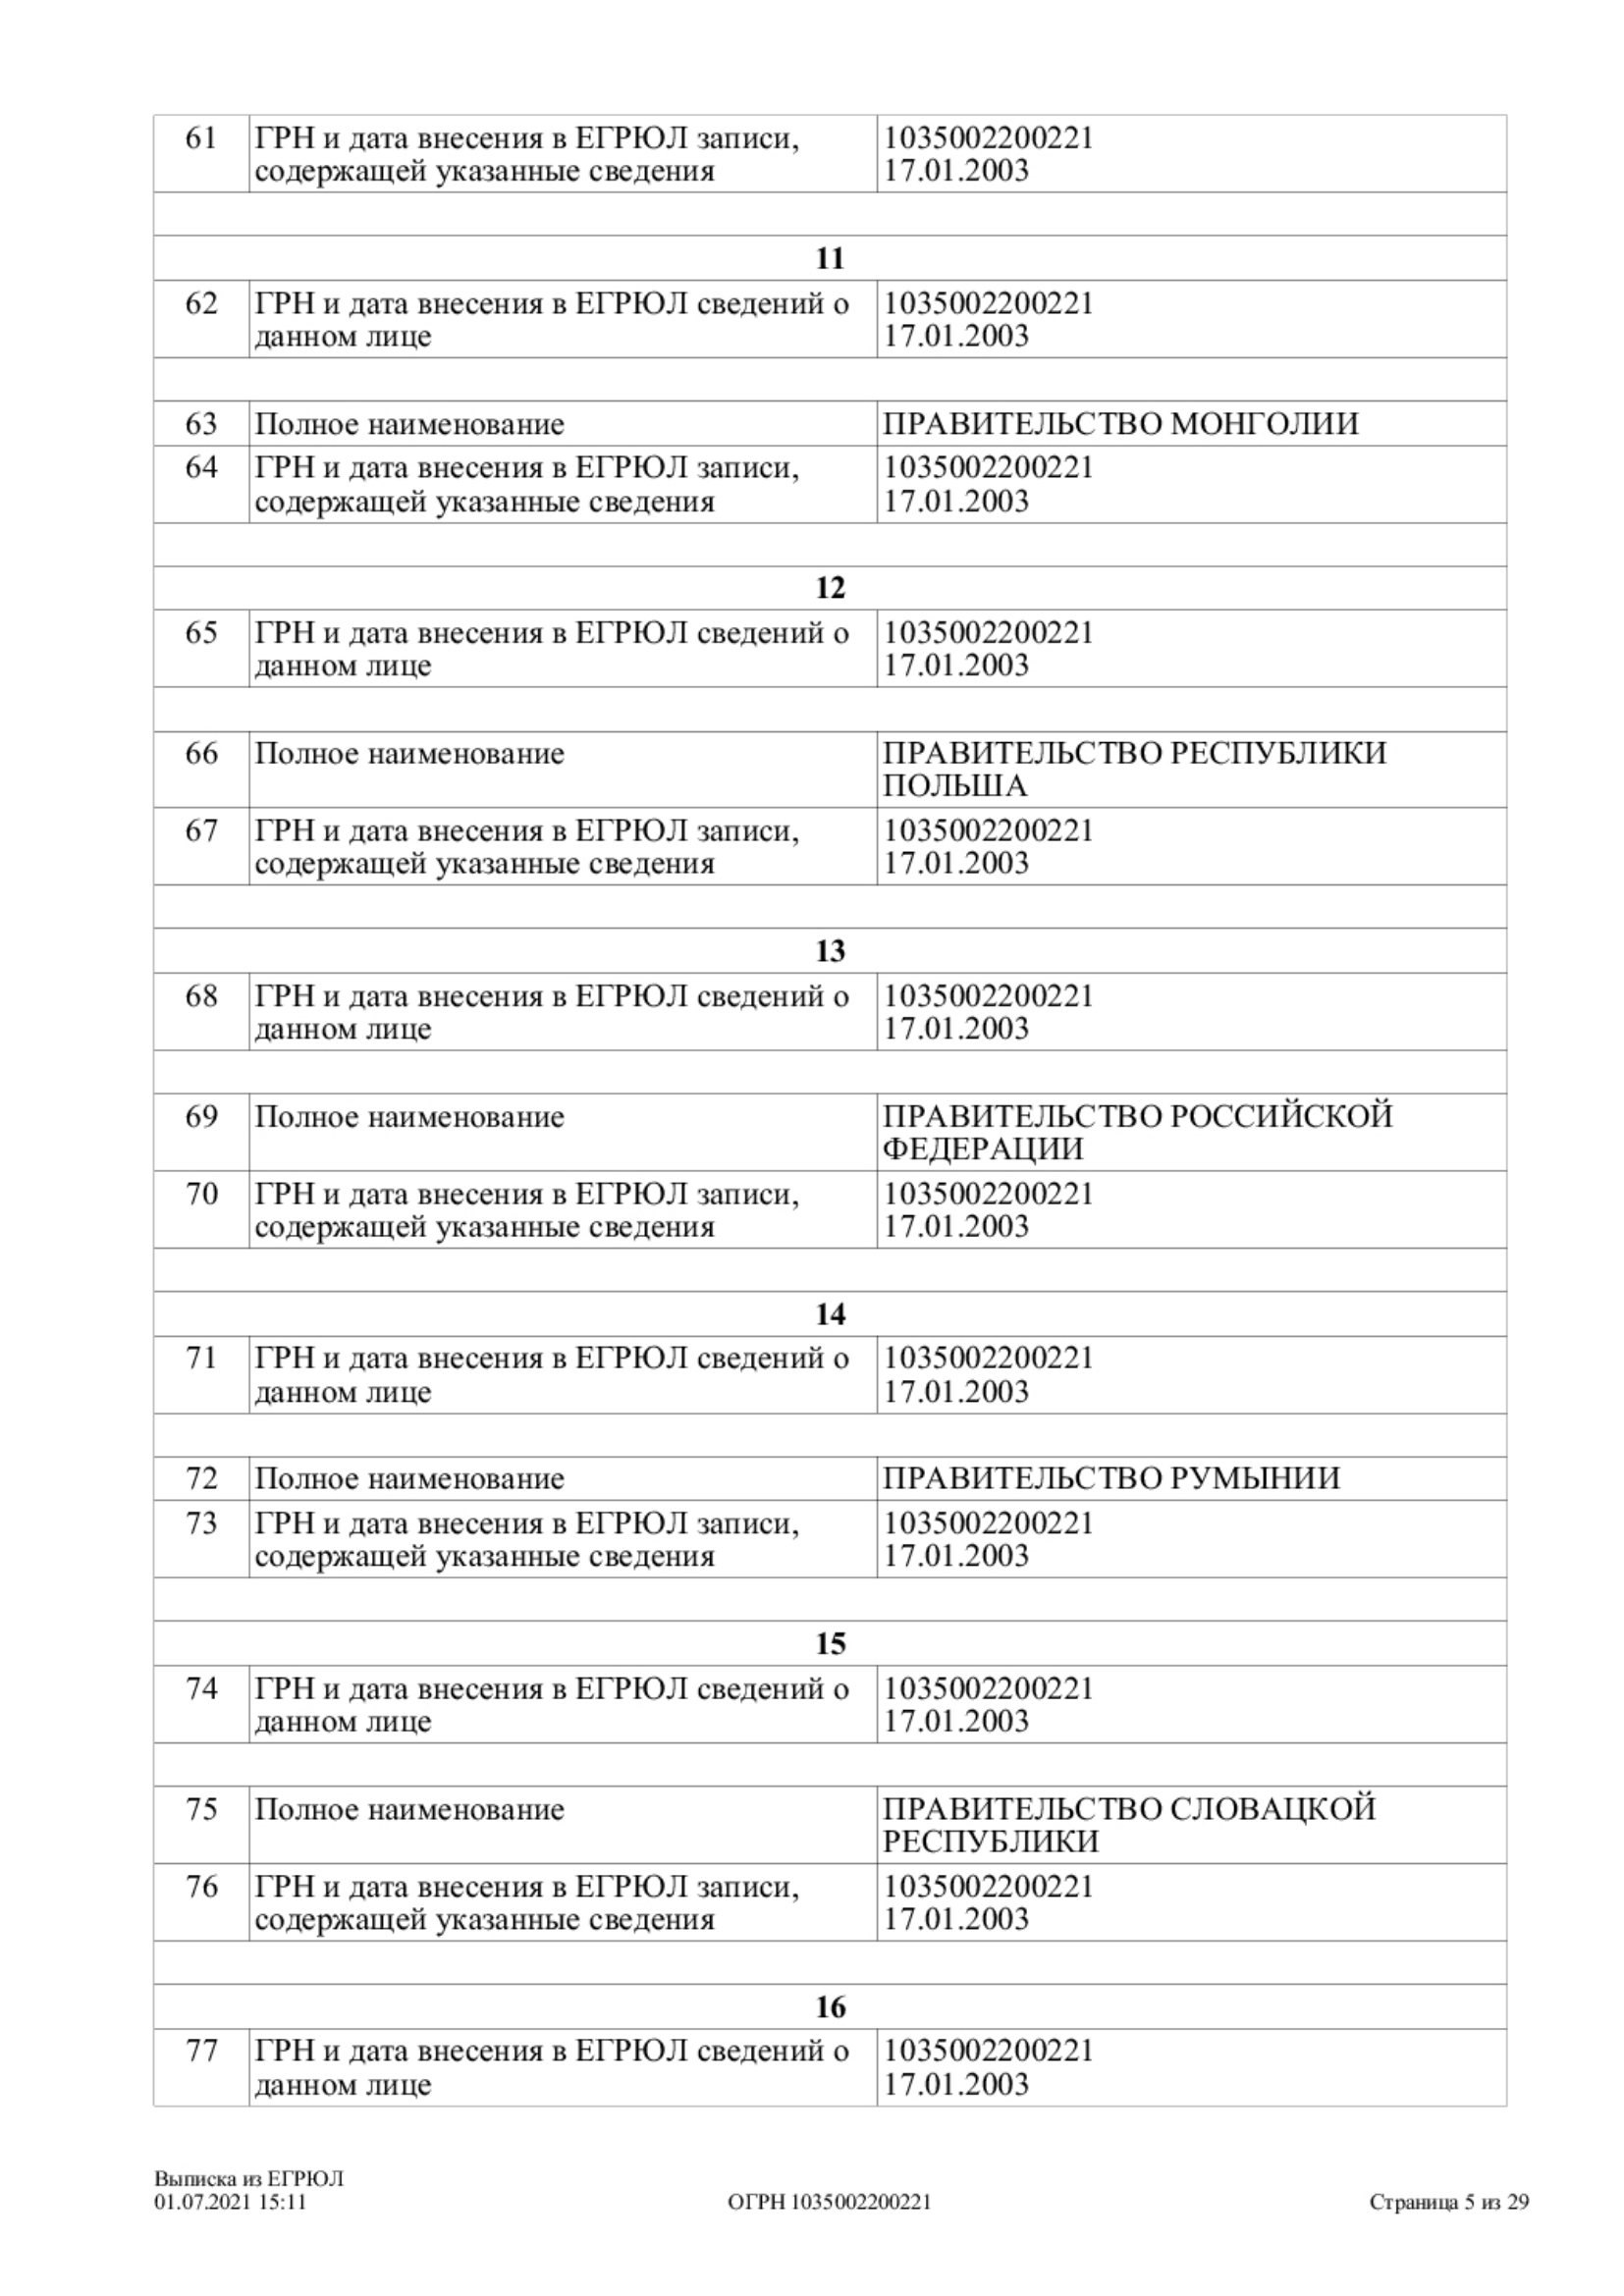 61 ГРН и дата внесения в ЕГРЮЛ записи, 1035002200221
содержащей указанные сведения 17.01.2003
11
62 ГРН и дата внесения в ЕГРЮЛ сведений о 1035002200221
данном лице 17.01.2003
63 Полное наименование ПРАВИТЕЛЬСТВО МОНГОЛИИ
64 ГРН и дата внесения в ЕГРЮЛ записи, 1035002200221
содержащей указанные сведения 17.01.2003
12
65 ГРН и дата внесения в ЕГРЮЛ сведений о 1035002200221
данном лице 17.01.2003
66 Полное наименование ПРАВИТЕЛЬСТВО РЕСПУБЛИКИ
ПОЛЬША
67 ГРН и дата внесения в ЕГРЮЛ записи, 1035002200221
содержащей указанные сведения 17.01.2003
13
68 ГРН и дата внесения в ЕГРЮЛ сведений о 1035002200221
данном лице 17.01.2003
69 Полное наименование ПРАВИТЕЛЬСТВО РОССИЙСКОЙ
ФЕДЕРАЦИИ
70 ГРН и дата внесения в ЕГРЮЛ записи, 1035002200221
содержащей указанные сведения 17.01.2003
14
71 ГРН и дата внесения в ЕГРЮЛ сведений о 1035002200221
данном лице 17.01.2003
72 Полное наименование ПРАВИТЕЛЬСТВО РУМЫНИИ
73 ГРН и дата внесения в ЕГРЮЛ записи, 1035002200221
содержащей указанные сведения 17.01.2003
15
74 ГРН и дата внесения в ЕГРЮЛ сведений о 1035002200221
данном лице 17.01.2003
75 Полное наименование ПРАВИТЕЛЬСТВО СЛОВАЦКОЙ
РЕСПУБЛИКИ
76 ГРН и дата внесения в ЕГРЮЛ записи, 1035002200221
содержащей указанные сведения 17.01.2003
16
77 ГРН и дата внесения в ЕГРЮЛ сведений о 1035002200221
данном лице 17.01.2003
Выписка из ЕГРЮЛ
01.07.2021 15:11 ОГРН 1035002200221 Страница 5 из 29